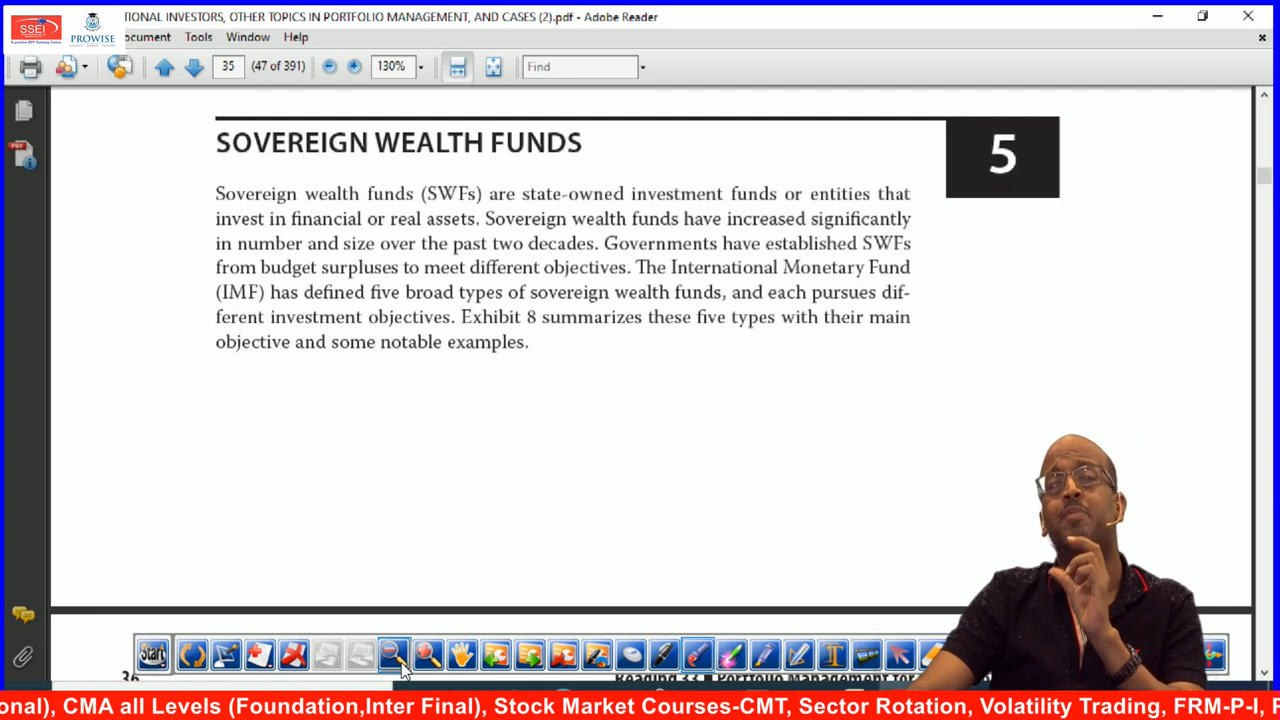 SSEI
PROWISE
TIONAL INVESTORS, OTHER TOPICS IN PORTFOLIO MANAGEMENT, AND CASES (2).pdf - Adobe Reader
ocument Tools Window Help
35 (47 of 391) 130% Find
SOVEREIGN WEALTH FUNDS
5
Sovereign wealth funds (SWFs) are state-owned investment funds or entities that
invest in financial or real assets. Sovereign wealth funds have increased significantly
in number and size over the past two decades. Governments have established SWFs
from budget surpluses to meet different objectives. The International Monetary Fund
(IMF) has defined five broad types of sovereign wealth funds, and each pursues dif-
ferent investment objectives. Exhibit 8 summarizes these five types with their main
objective and some notable examples.
Start
36 Reading 33 ■ Portfolio Management for
onal), CMA all Levels (Foundation,Inter Final), Stock Market Courses-CMT, Sector Rotation, Volatility Trading, FRM-P-I, F